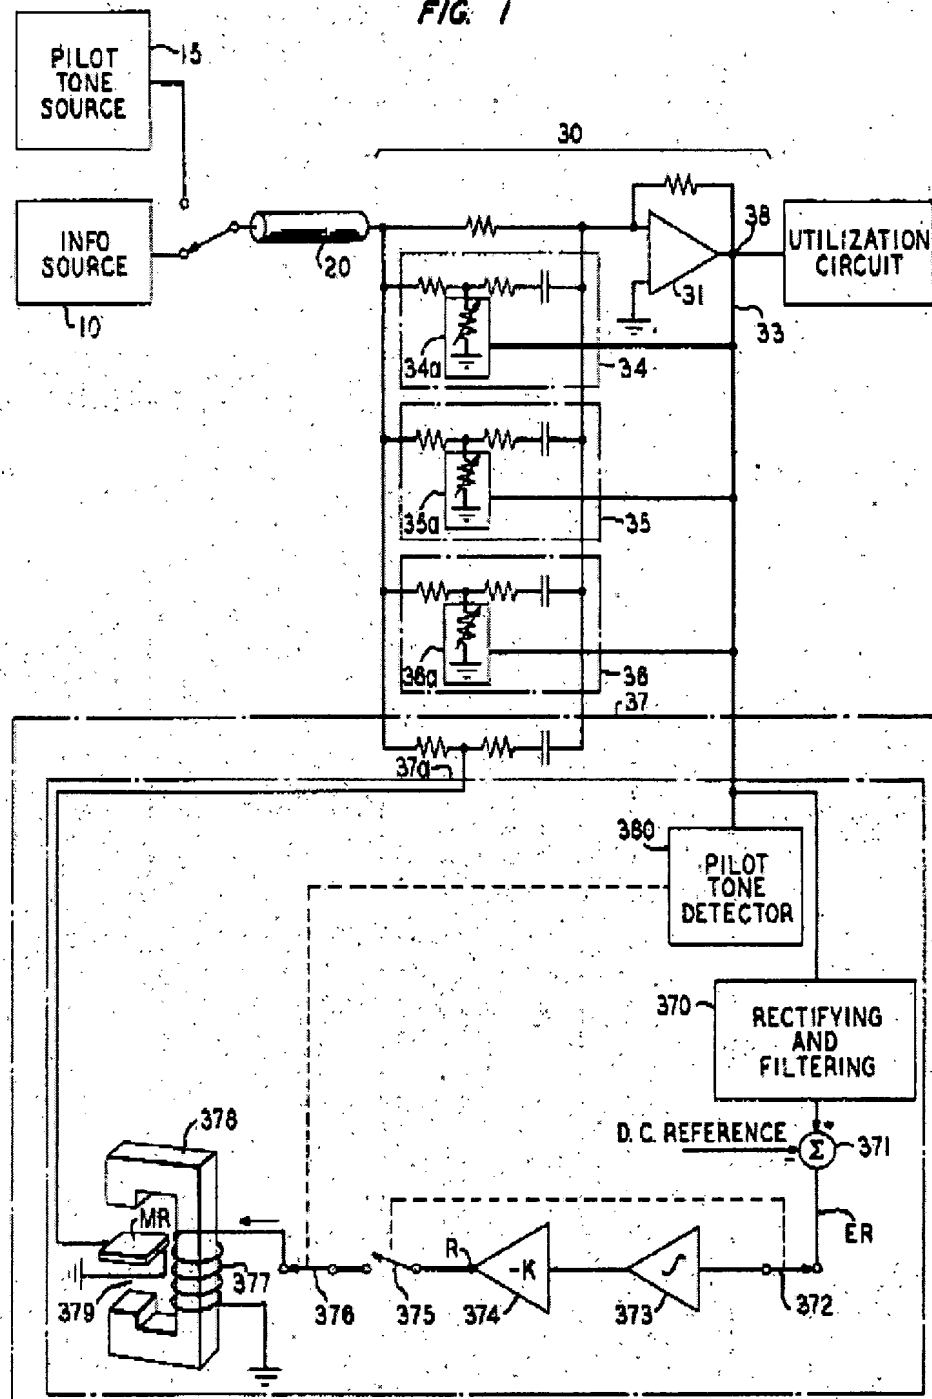 FIG. 1
PILOT
TONE
SOURCE
15
30
INFO
SOURCE
10
20
31
38
33
UTILIZATION
CIRCUIT
34a
34
35a
35
36a
36
37
37a
380
PILOT
TONE
DETECTOR
370
RECTIFYING
AND
FILTERING
D.C. REFERENCE
+
-
Σ
371
ER
378
MR
379
377
376
375
R
-K
374
∫
373
372